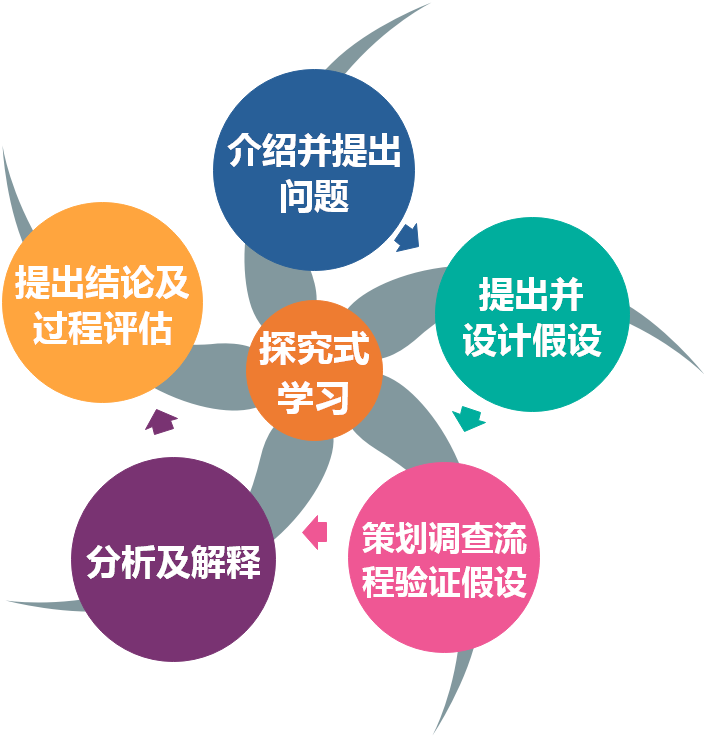 介绍并提出
问题
提出并
设计假设
策划调查流
程验证假设
分析及解释
提出结论及
过程评估
探究式
学习